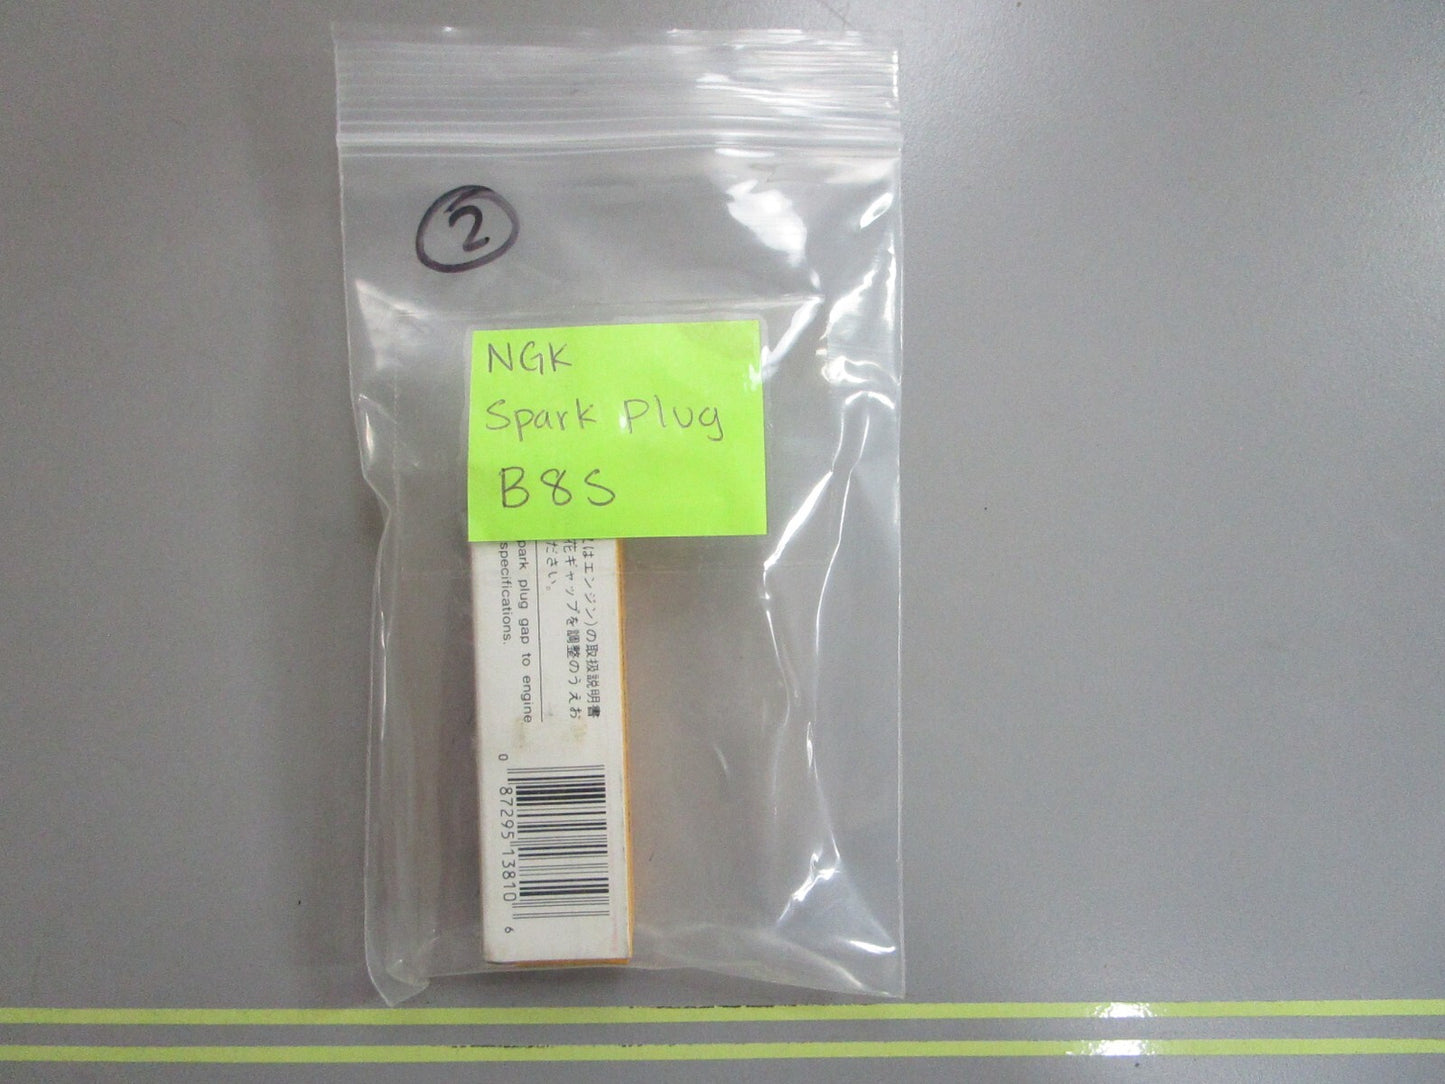 2
NGK
Spark Plug
B8S
はエンジン)の取扱説明書
花ギャップを調整のうえお
ださい。
park plug gap to engine
specifications.
0 87295 13810 6